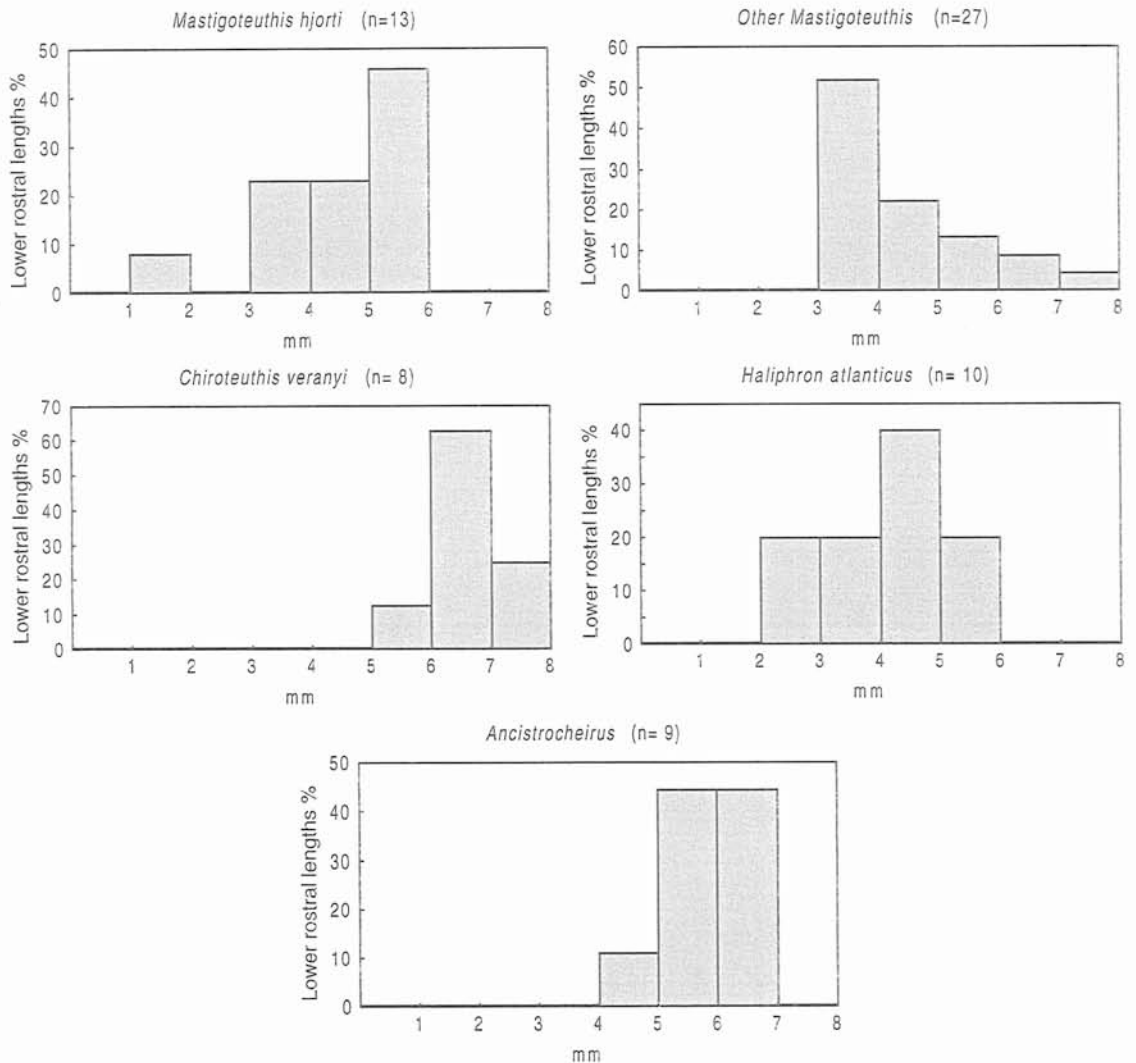 Mastigoteuthis hjorti (n=13)
Lower rostral lengths %
50
40
30
20
10
0
1 2 3 4 5 6 7 8
mm
Other Mastigoteuthis (n=27)
Lower rostral lengths %
60
50
40
30
20
10
0
1 2 3 4 5 6 7 8
mm
Chiroteuthis veranyi (n= 8)
Lower rostral lengths %
70
60
50
40
30
20
10
0
1 2 3 4 5 6 7 8
mm
Haliphron atlanticus (n= 10)
Lower rostral lengths %
40
30
20
10
0
1 2 3 4 5 6 7 8
mm
Ancistrocheirus (n= 9)
Lower rostral lengths %
50
40
30
20
10
0
1 2 3 4 5 6 7 8
mm